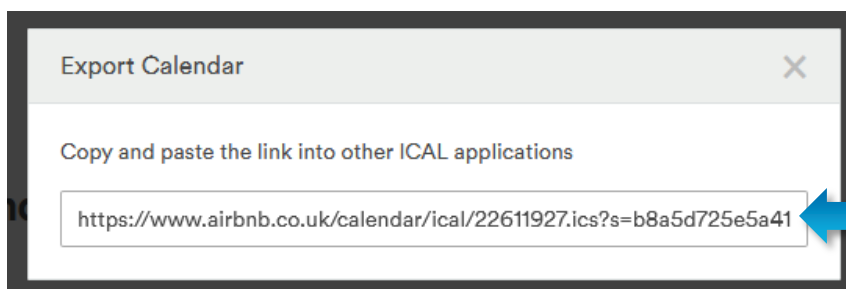 Export Calendar
Copy and paste the link into other ICAL applications
https://www.airbnb.co.uk/calendar/ical/22611927.ics?s=b8a5d725e5a41